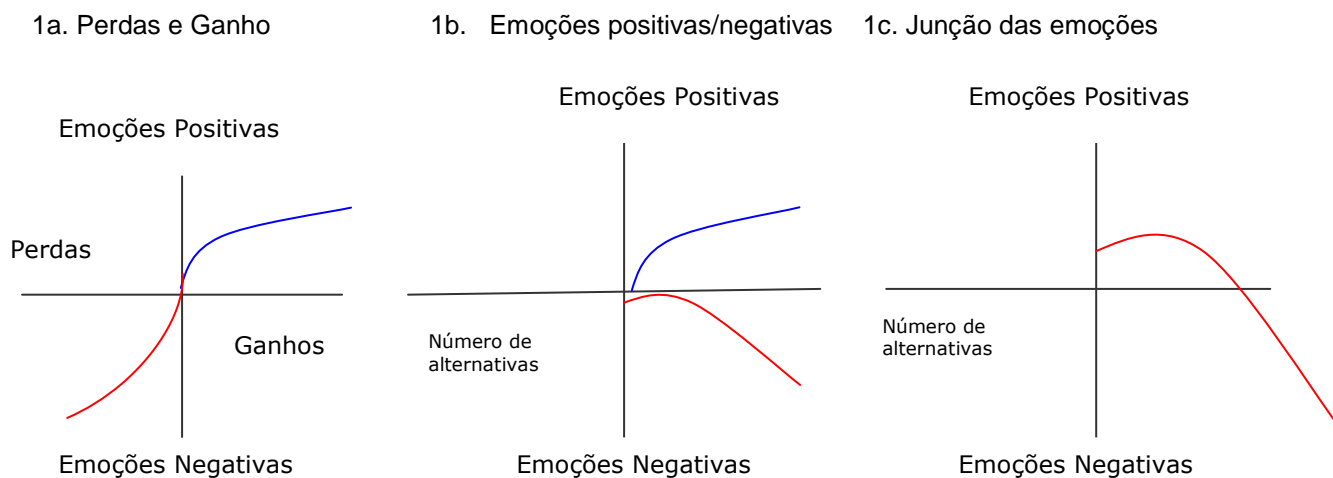 1a. Perdas e Ganho
1b. Emoções positivas/negativas
1c. Junção das emoções
Emoções Positivas
Perdas
Ganhos
Emoções Negativas
Emoções Positivas
Número de
alternativas
Emoções Negativas
Emoções Positivas
Número de
alternativas
Emoções Negativas